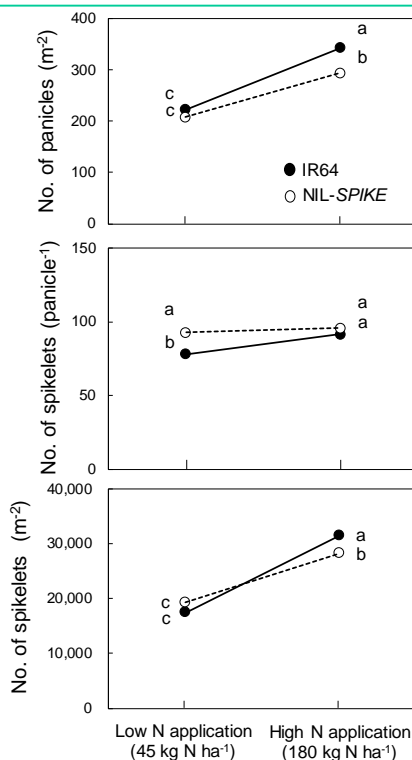 No. of panicles (m-2)
400
300
200
100
0
a
b
c
c
IR64
NIL-SPIKE
No. of spikelets (panicle-1)
150
100
50
0
a
b
a
a
No. of spikelets (m-2)
40,000
30,000
20,000
10,000
0
a
b
c
c
Low N application
(45 kg N ha-1)
High N application
(180 kg N ha-1)